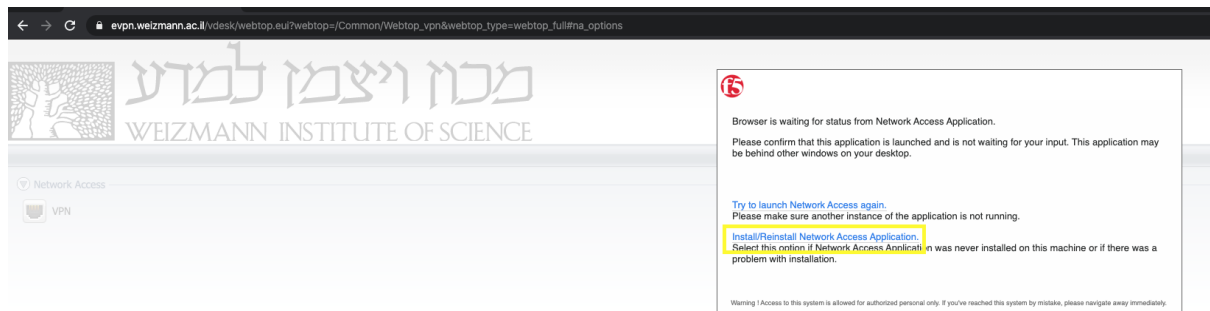 evpn.weizmann.ac.il/vdesk/webtop.eui?webtop=/Common/Webtop_vpn&webtop_type=webtop_full#na_options
מכון ויצמן למדע
WEIZMANN INSTITUTE OF SCIENCE
Network Access
VPN
f5
Browser is waiting for status from Network Access Application.
Please confirm that this application is launched and is not waiting for your input. This application may
be behind other windows on your desktop.
Try to launch Network Access again.
Please make sure another instance of the application is not running.
Install/Reinstall Network Access Application.
Select this option if Network Access Application was never installed on this machine or if there was a
problem with installation.
Warning ! Access to this system is allowed for authorized personal only. If you've reached this system by mistake, please navigate away immediately.